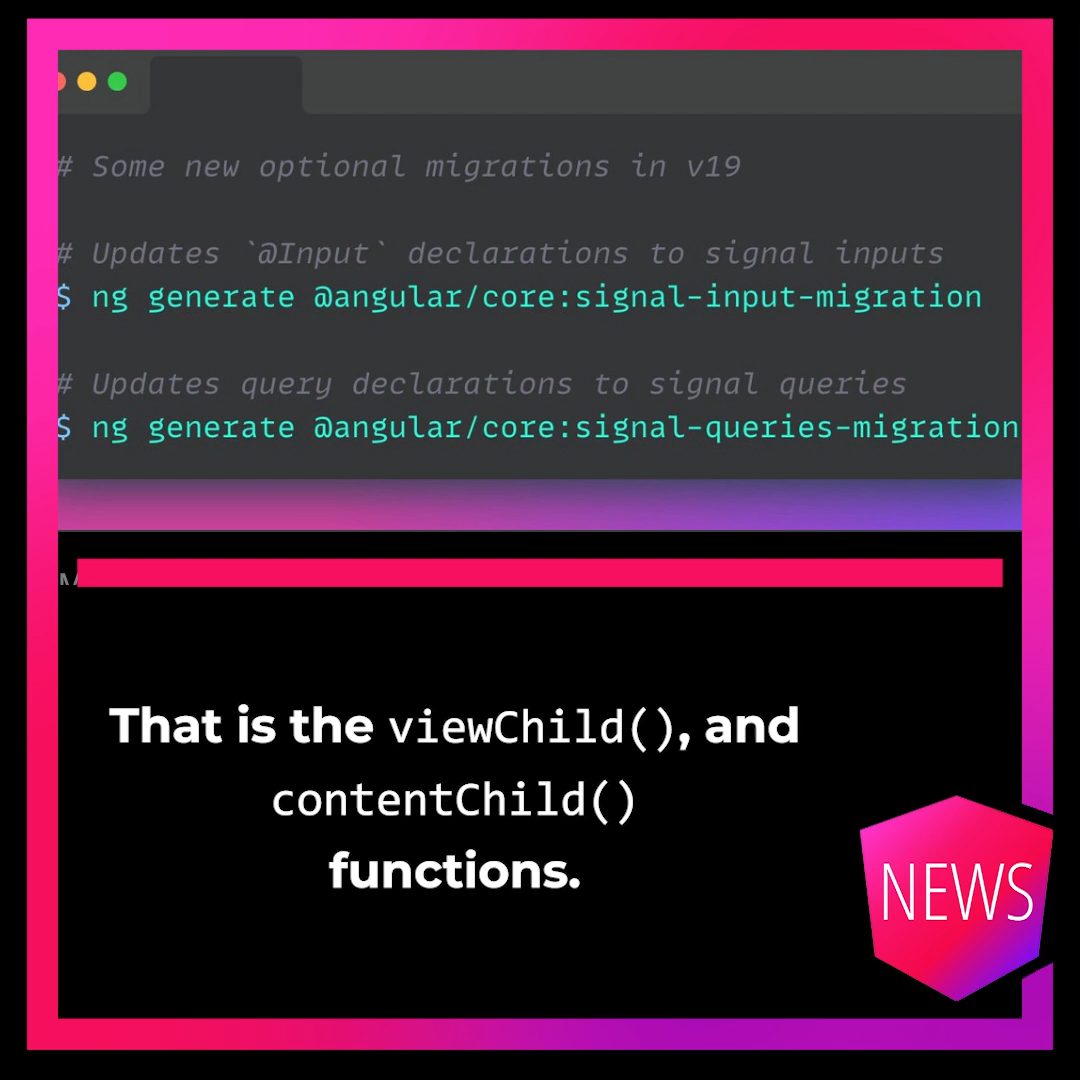 # Some new optional migrations in v19
# Updates `@Input` declarations to signal inputs
$ ng generate @angular/core:signal-input-migration
# Updates query declarations to signal queries
$ ng generate @angular/core:signal-queries-migration
That is the viewChild(), and
contentChild()
functions.
NEWS